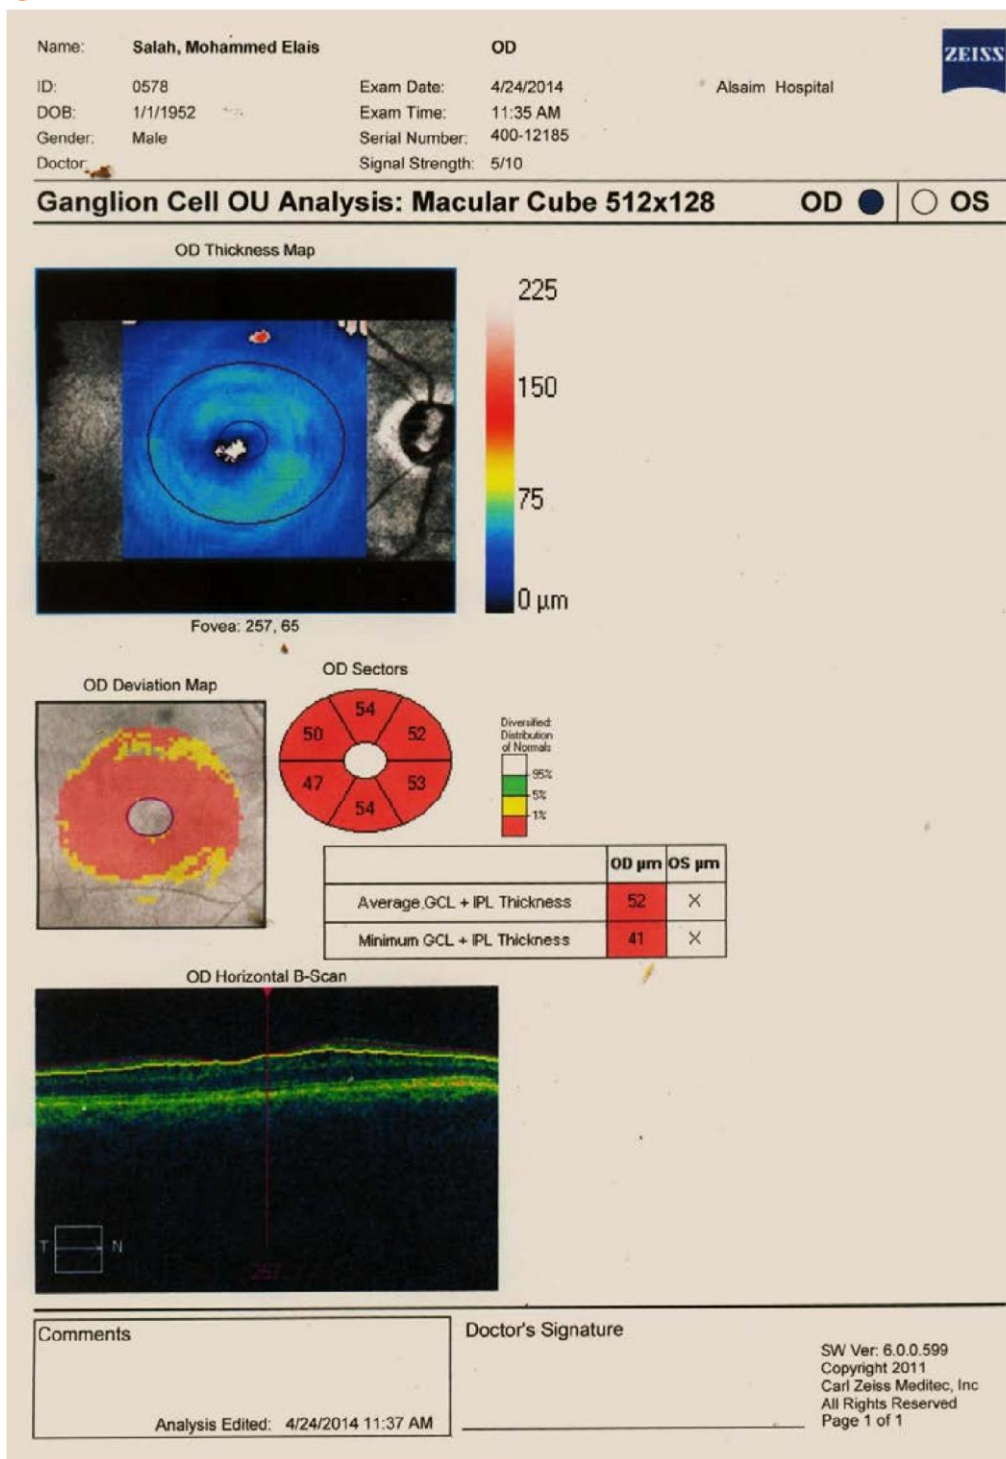 Name: Salah, Mohammed Elais OD
ZEISS
ID: 0578 Exam Date: 4/24/2014 Alsaim Hospital
DOB: 1/1/1952 Exam Time: 11:35 AM
Gender: Male Serial Number: 400-12185
Doctor: Signal Strength: 5/10
Ganglion Cell OU Analysis: Macular Cube 512x128 OD OS
OD Thickness Map
225
150
75
0 µm
Fovea: 257, 65
OD Deviation Map
OD Sectors
54
50 52
47 53
54
Diversified:
Distribution
of Normals
95%
5%
1%
OD µm OS µm
Average GCL + IPL Thickness 52 X
Minimum GCL + IPL Thickness 41 X
OD Horizontal B-Scan
T N
257
Comments
Doctor's Signature
SW Ver: 6.0.0.599
Copyright 2011
Carl Zeiss Meditec, Inc
All Rights Reserved
Analysis Edited: 4/24/2014 11:37 AM
Page 1 of 1